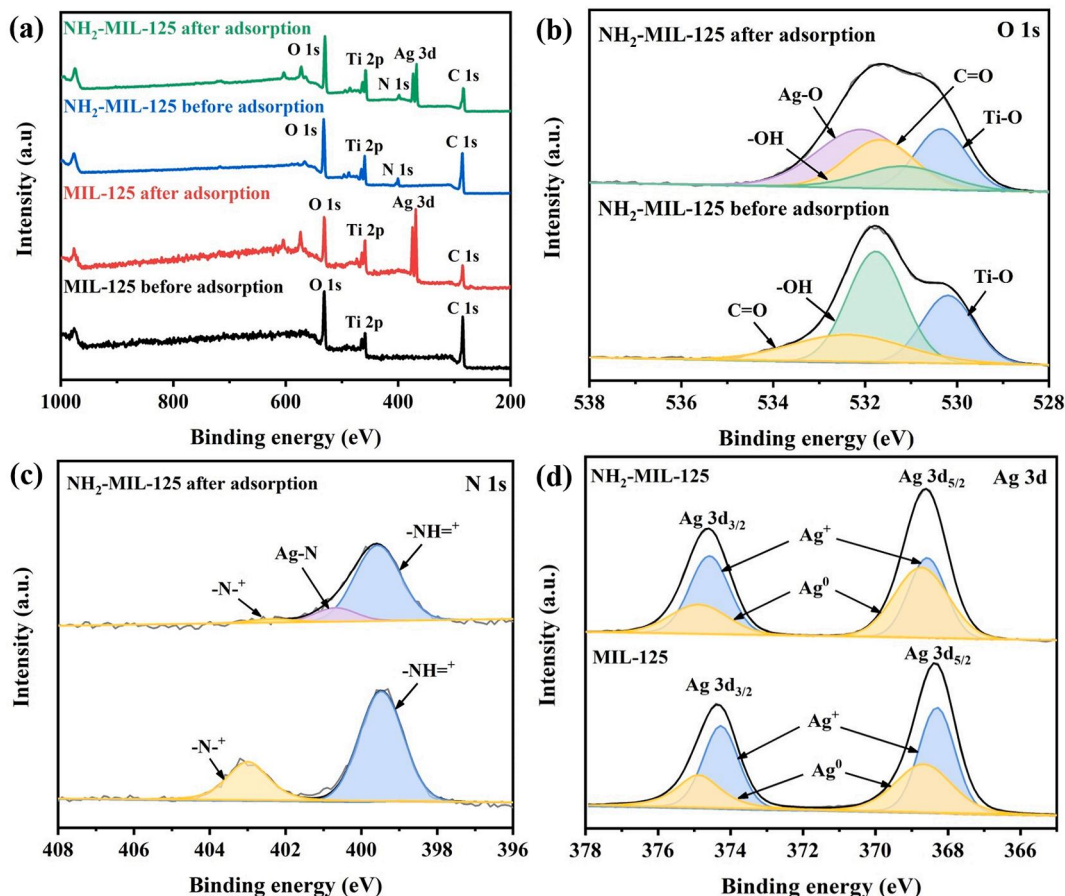 (a)
NH₂-MIL-125 after adsorption
O 1s
Ti 2p
Ag 3d
N 1s
C 1s
NH₂-MIL-125 before adsorption
O 1s
Ti 2p
N 1s
C 1s
MIL-125 after adsorption
O 1s
Ti 2p
Ag 3d
C 1s
MIL-125 before adsorption
O 1s
Ti 2p
C 1s
Intensity (a.u)
1000 800 600 400 200
Binding energy (eV)
(b)
O 1s
NH₂-MIL-125 after adsorption
C=O
Ag-O
-OH
Ti-O
NH₂-MIL-125 before adsorption
C=O
-OH
Ti-O
Intensity (a.u.)
538 536 534 532 530 528
Binding energy (eV)
(c)
NH₂-MIL-125 after adsorption
N 1s
-NH=⁺
Ag-N
-N-⁺
-NH=⁺
-N-⁺
Intensity (a.u.)
408 406 404 402 400 398 396
Binding energy (eV)
(d)
NH₂-MIL-125
Ag 3d₅/₂
Ag 3d
Ag 3d₃/₂
Ag⁺
Ag⁰
MIL-125
Ag 3d₅/₂
Ag 3d₃/₂
Ag⁺
Ag⁰
Intensity (a.u.)
378 376 374 372 370 368 366
Binding energy (eV)